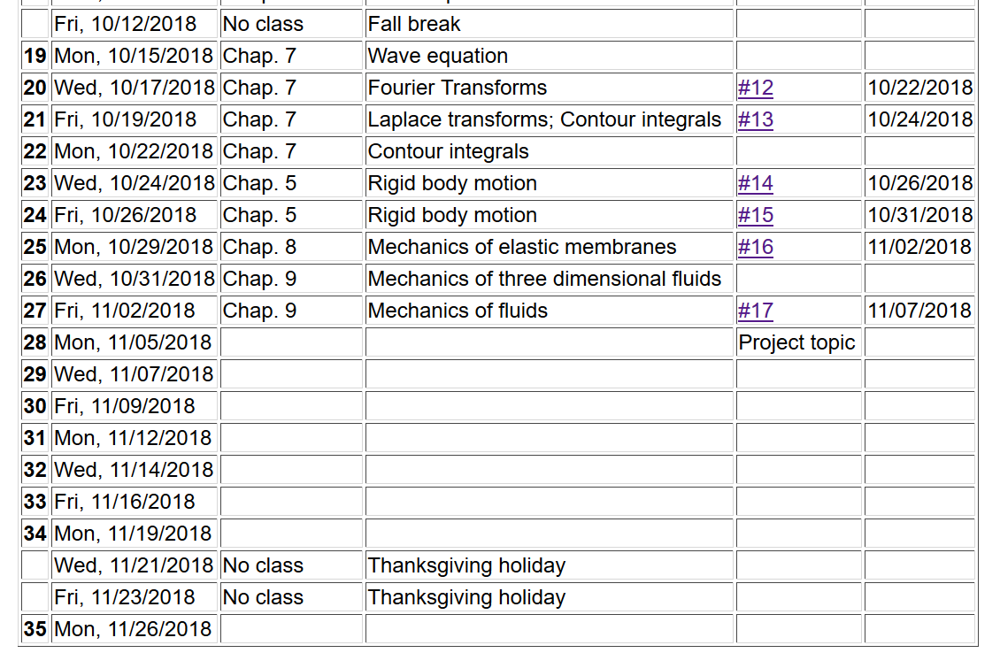 Fri, 10/12/2018 No class Fall break
19 Mon, 10/15/2018 Chap. 7 Wave equation
20 Wed, 10/17/2018 Chap. 7 Fourier Transforms #12 10/22/2018
21 Fri, 10/19/2018 Chap. 7 Laplace transforms; Contour integrals #13 10/24/2018
22 Mon, 10/22/2018 Chap. 7 Contour integrals
23 Wed, 10/24/2018 Chap. 5 Rigid body motion #14 10/26/2018
24 Fri, 10/26/2018 Chap. 5 Rigid body motion #15 10/31/2018
25 Mon, 10/29/2018 Chap. 8 Mechanics of elastic membranes #16 11/02/2018
26 Wed, 10/31/2018 Chap. 9 Mechanics of three dimensional fluids
27 Fri, 11/02/2018 Chap. 9 Mechanics of fluids #17 11/07/2018
28 Mon, 11/05/2018 Project topic
29 Wed, 11/07/2018
30 Fri, 11/09/2018
31 Mon, 11/12/2018
32 Wed, 11/14/2018
33 Fri, 11/16/2018
34 Mon, 11/19/2018
Wed, 11/21/2018 No class Thanksgiving holiday
Fri, 11/23/2018 No class Thanksgiving holiday
35 Mon, 11/26/2018